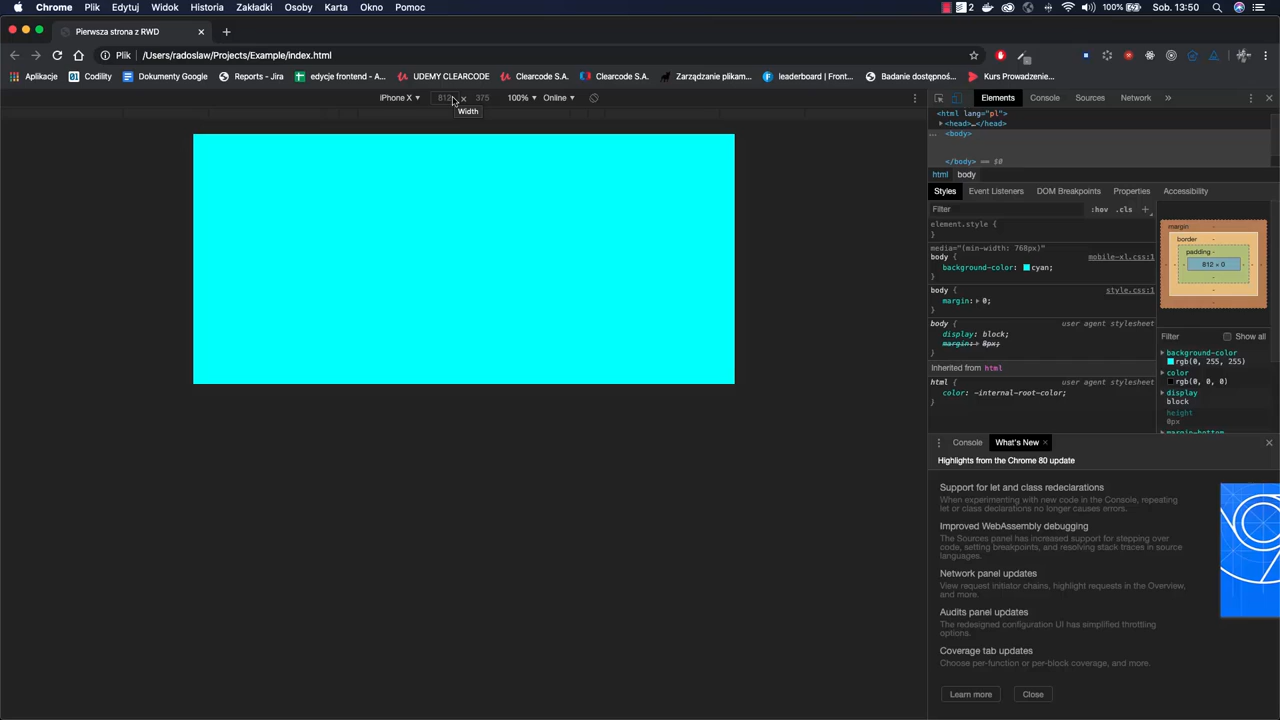 Chrome Plik Edytuj Widok Historia Zakładki Osoby Karta Okno Pomoc 2 100% Sob. 13:50
Pierwsza strona z RWD
Plik /Users/radoslaw/Projects/Example/index.html
Aplikacje Codility Dokumenty Google Reports - Jira edycje frontend - A... UDEMY CLEARCODE Clearcode S.A. Clearcode S.A. Zarządzanie plikam... leaderboard | Front... Badanie dostępnoś... Kurs Prowadzenie...
iPhone X 812 × 375 100% Online
Width
Elements Console Sources Network »
<html lang="pl">
<head>…</head>
… <body>
</body> == $0
html body
Styles Event Listeners DOM Breakpoints Properties Accessibility
Filter :hov .cls +
element.style {
}
media="(min-width: 768px)"
body { mobile-xl.css:1
background-color: cyan;
}
body { style.css:1
margin: 0;
}
body { user agent stylesheet
display: block;
margin: 8px;
}
Inherited from html
html { user agent stylesheet
color: -internal-root-color;
}
margin -
border -
padding -
812 × 0
Filter Show all
background-color
rgb(0, 255, 255)
color
rgb(0, 0, 0)
display
block
height
0px
margin-bottom
Console What's New ×
Highlights from the Chrome 80 update
Support for let and class redeclarations
When experimenting with new code in the Console, repeating
let or class declarations no longer causes errors.
Improved WebAssembly debugging
The Sources panel has increased support for stepping over
code, setting breakpoints, and resolving stack traces in source
languages.
Network panel updates
View request initiator chains, highlight requests in the Overview,
and more.
Audits panel updates
The redesigned configuration UI has simplified throttling
options.
Coverage tab updates
Choose per-function or per-block coverage, and more.
Learn more Close